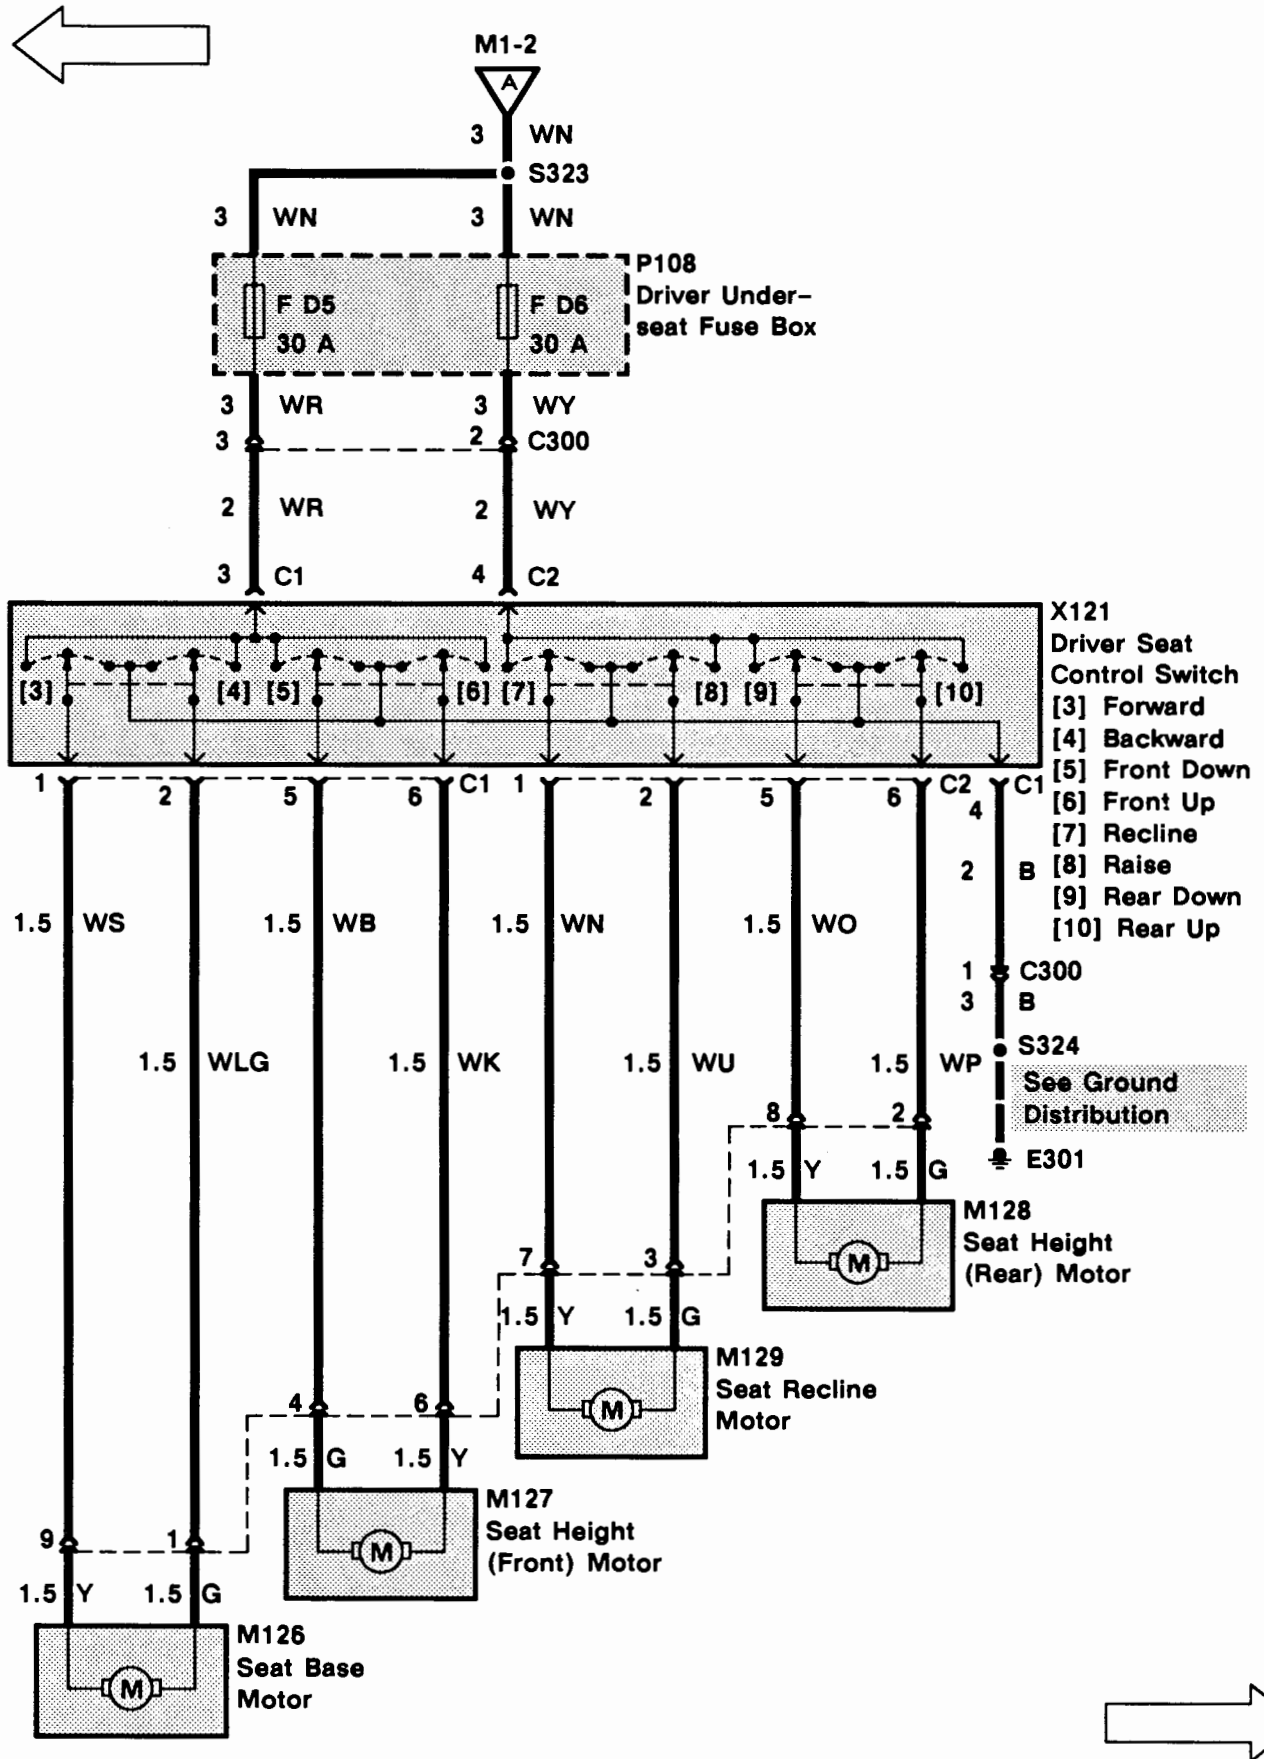 M1-2
A
3 WN
S323
3 WN 3 WN
P108
Driver Under-
seat Fuse Box
F D5 F D6
30 A 30 A
3 WR 3 WY
3 2 C300
2 WR 2 WY
3 C1 4 C2
X121
Driver Seat
Control Switch
[3] Forward
[4] Backward
[5] Front Down
[6] Front Up
[7] Recline
[8] Raise
[9] Rear Down
[10] Rear Up
[3] [4] [5] [6] [7] [8] [9] [10]
1 2 5 6 C1 1 2 5 6 C2 C1
4
2 B
1.5 WS 1.5 WB 1.5 WN 1.5 WO
1 C300
3 B
S324
1.5 WLG 1.5 WK 1.5 WU 1.5 WP
See Ground
Distribution
8 2
E301
1.5 Y 1.5 G
M128
Seat Height
(Rear) Motor
M
7 3
1.5 Y 1.5 G
M129
Seat Recline
Motor
M
4 6
1.5 G 1.5 Y
M127
Seat Height
(Front) Motor
M
9 1
1.5 Y 1.5 G
M126
Seat Base
Motor
M